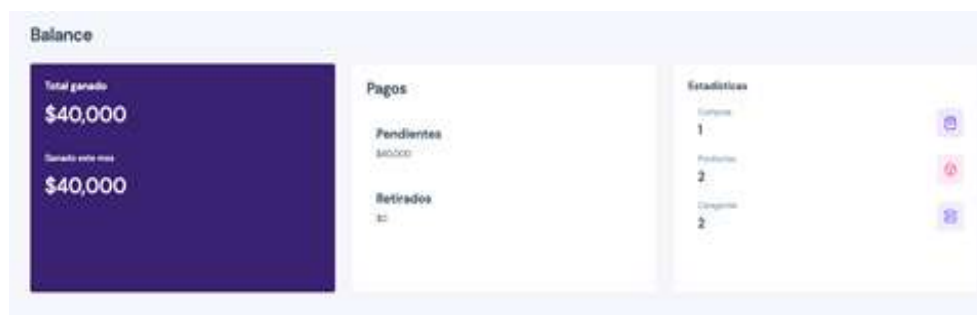 Balance
Total ganado
$40,000
Ganado este mes
$40,000
Pagos
Pendientes
$40,000
Retirados
$0
Estadísticas
Compras
1
Productos
2
Categorías
2